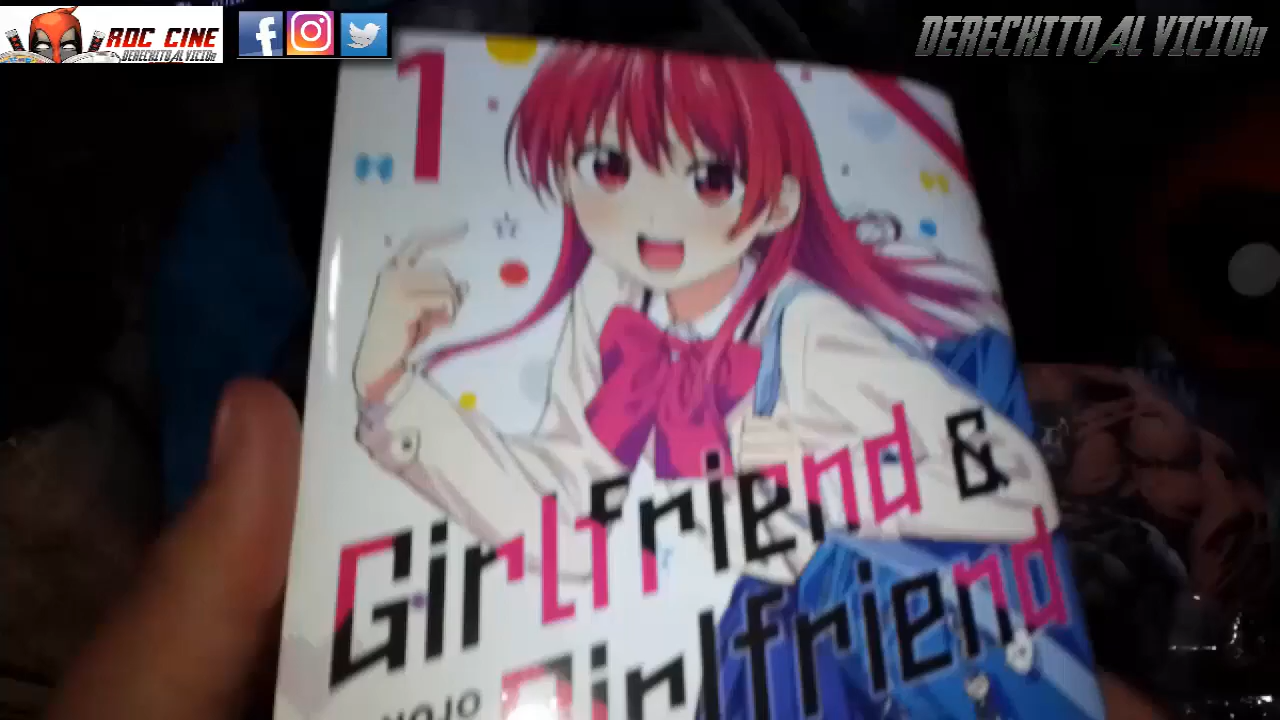 ROC CINE
DERECHITO AL VICIO!!
DERECHITO AL VICIO!!
1
Girlfriend &
Girlfriend